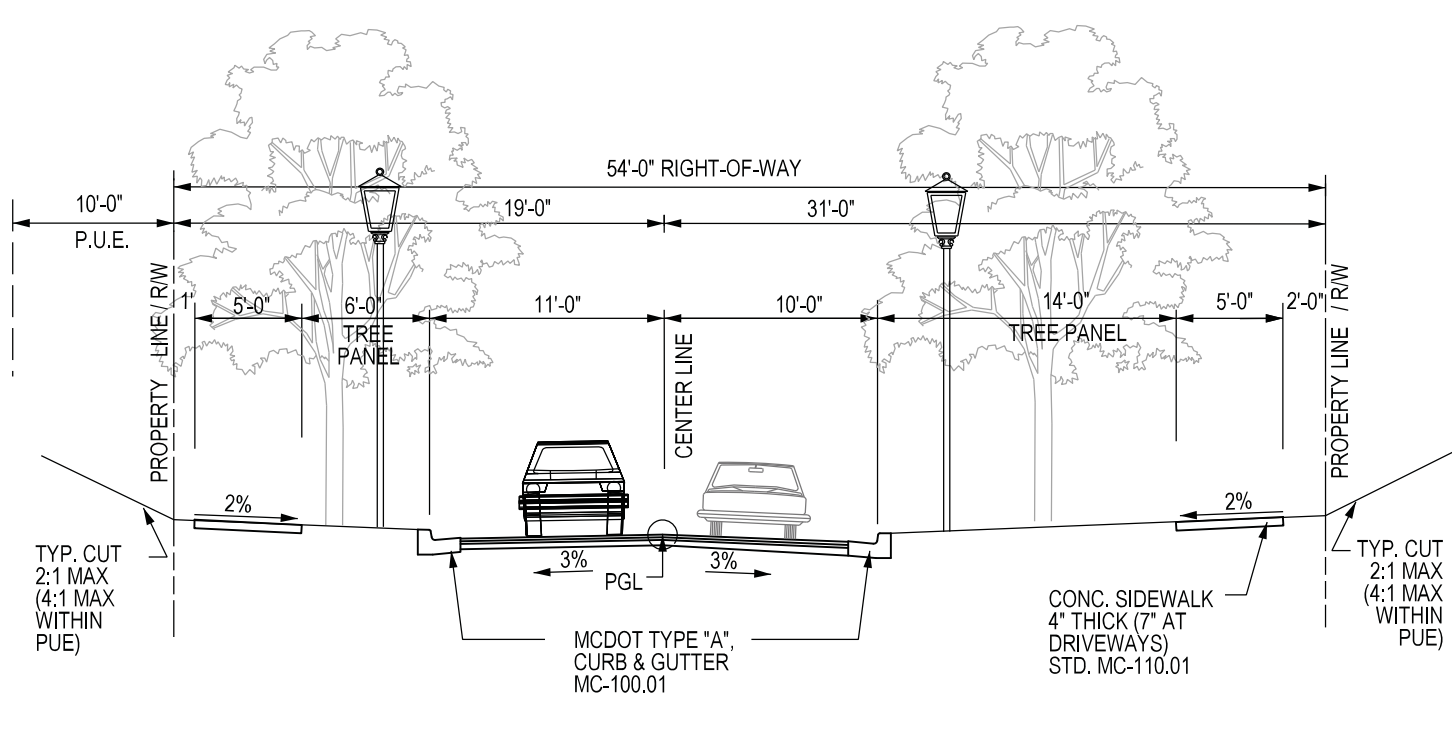 54'-0" RIGHT-OF-WAY
10'-0"
P.U.E.
19'-0"
31'-0"
1'
5'-0"
6'-0"
TREE
PANEL
11'-0"
10'-0"
14'-0"
TREE PANEL
5'-0"
2'-0"
PROPERTY LINE / R/W
CENTER LINE
PROPERTY LINE / R/W
2%
2%
3%
PGL
3%
TYP. CUT
2:1 MAX
(4:1 MAX
WITHIN
PUE)
MCDOT TYPE "A",
CURB & GUTTER
MC-100.01
CONC. SIDEWALK
4" THICK (7" AT
DRIVEWAYS)
STD. MC-110.01
TYP. CUT
2:1 MAX
(4:1 MAX
WITHIN
PUE)